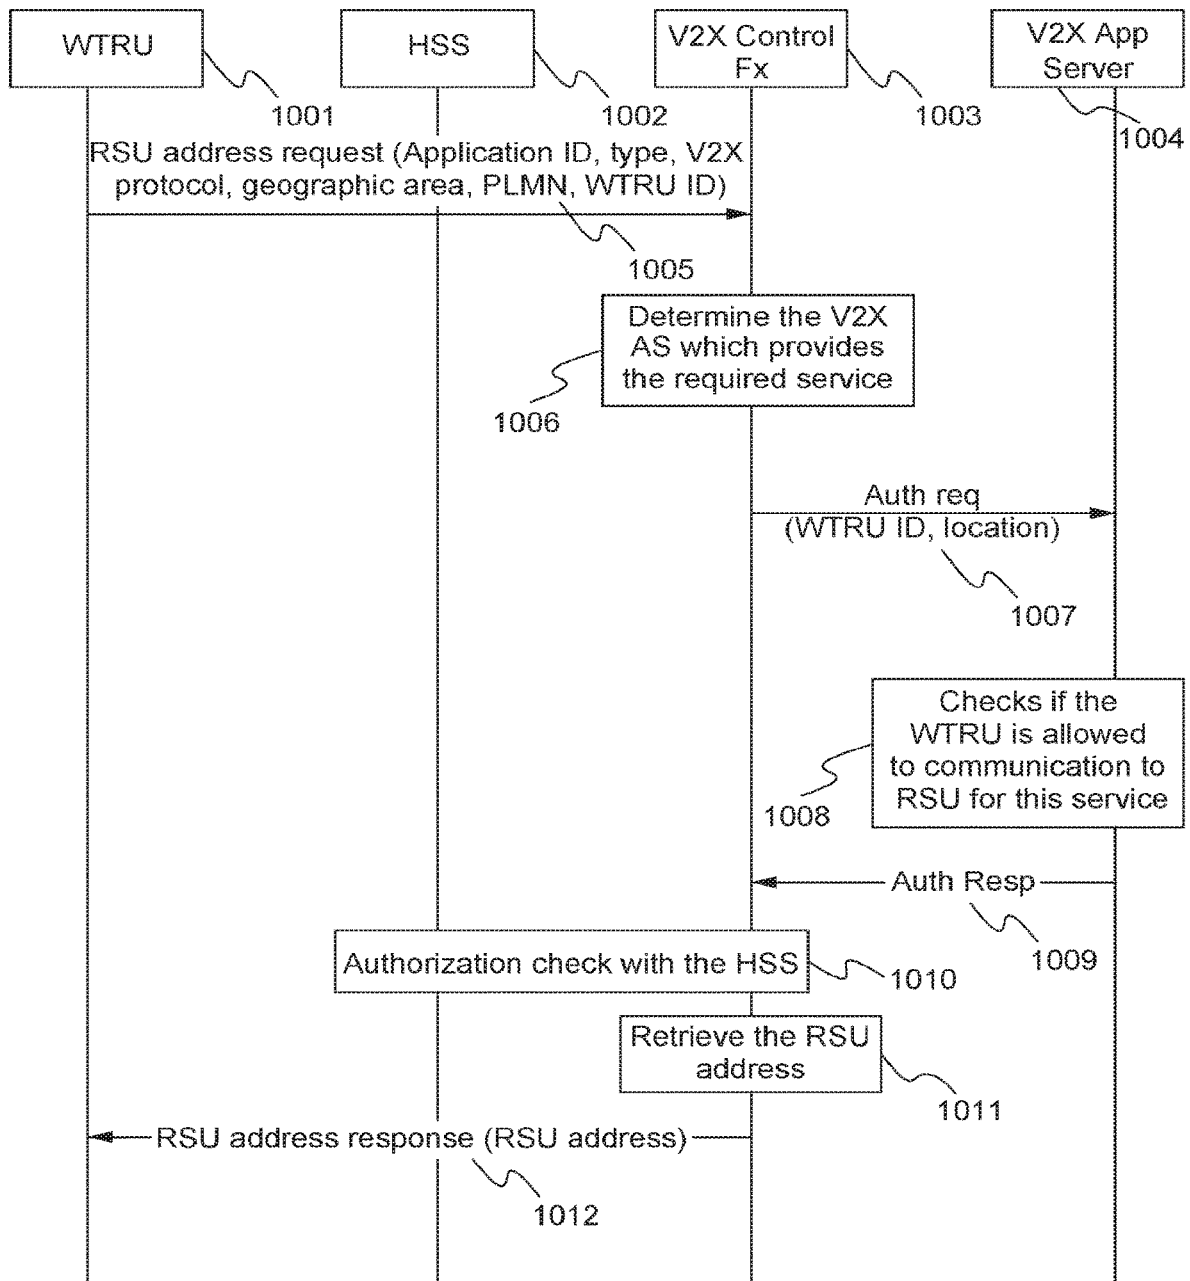 WTRU
HSS
V2X Control
Fx
V2X App
Server
1001
1002
1003
1004
RSU address request (Application ID, type, V2X
protocol, geographic area, PLMN, WTRU ID)
1005
Determine the V2X
AS which provides
the required service
1006
Auth req
(WTRU ID, location)
1007
Checks if the
WTRU is allowed
to communication to
RSU for this service
1008
Auth Resp
1009
Authorization check with the HSS
1010
Retrieve the RSU
address
1011
RSU address response (RSU address)
1012